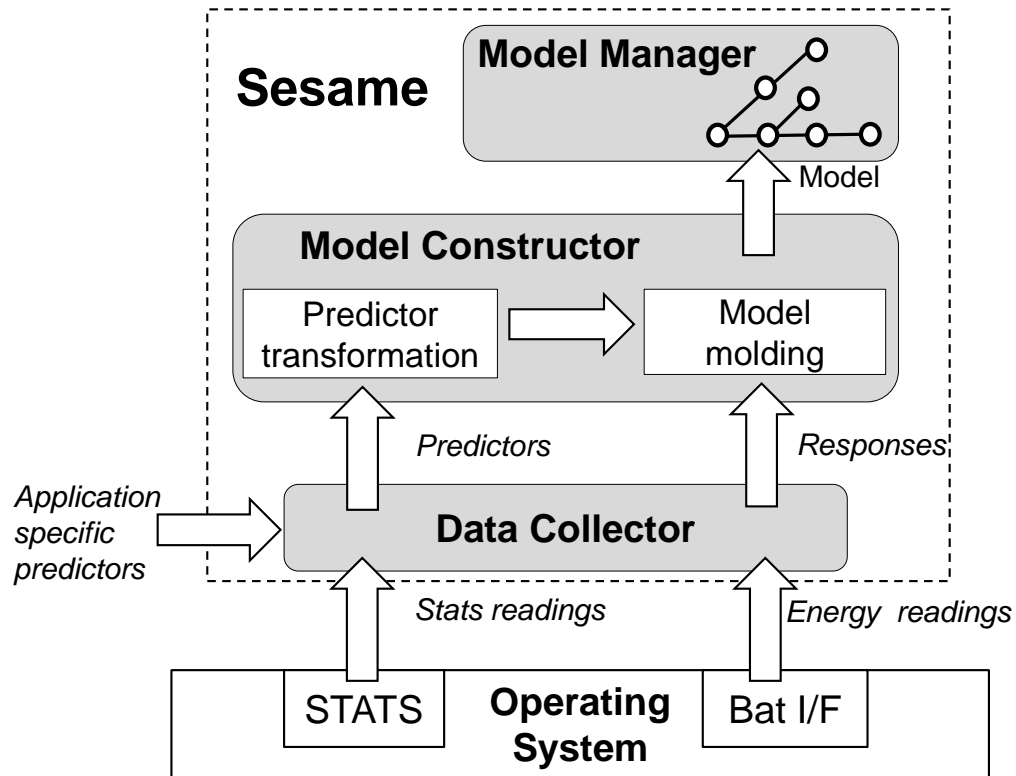 Model Manager
Sesame
Model
Model Constructor
Predictor
transformation
Model
molding
Predictors
Responses
Application
specific
predictors
Data Collector
Stats readings
Energy readings
STATS
Operating
System
Bat I/F